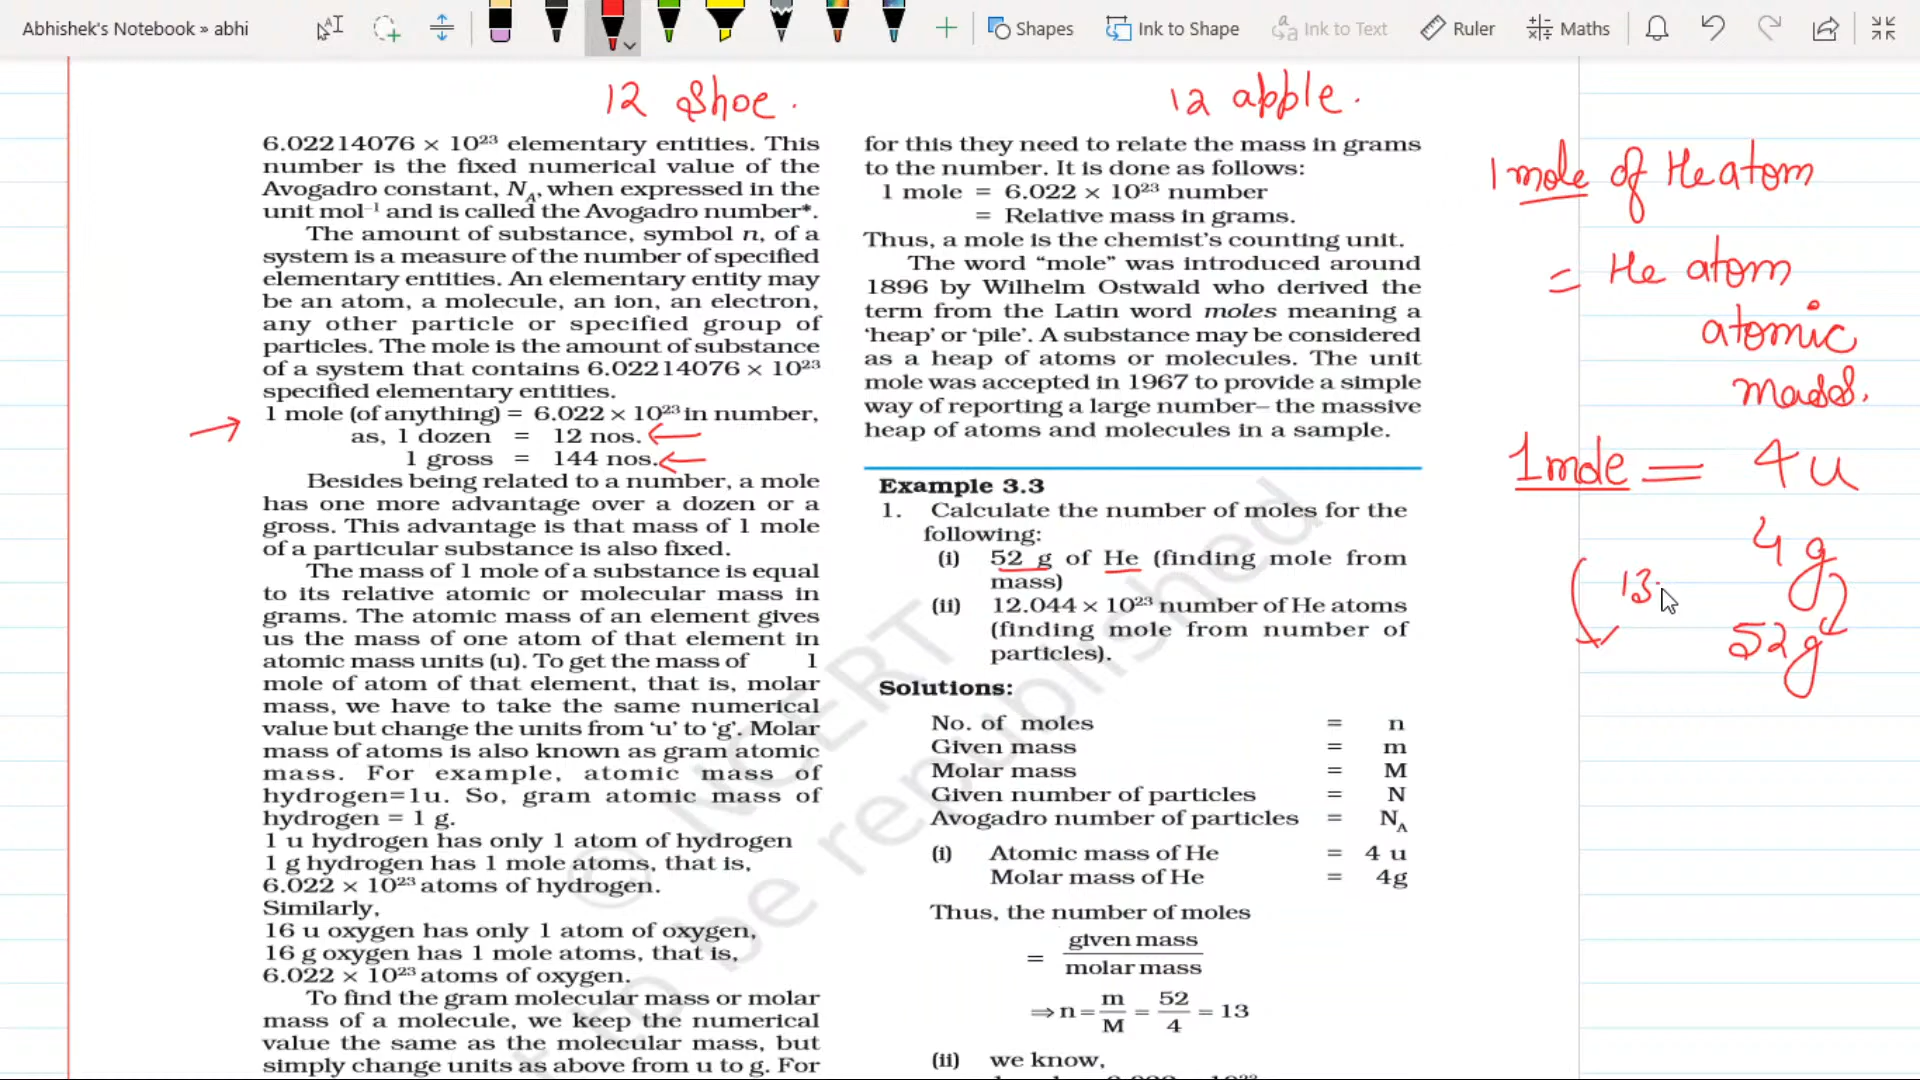 Abhishek's Notebook » abhi
Shapes
Ink to Shape
Ink to Text
Ruler
Maths
12 Shoe.
12 apple.
6.02214076 × 10²³ elementary entities. This
number is the fixed numerical value of the
Avogadro constant, N_A, when expressed in the
unit mol⁻¹ and is called the Avogadro number*.
The amount of substance, symbol n, of a
system is a measure of the number of specified
elementary entities. An elementary entity may
be an atom, a molecule, an ion, an electron,
any other particle or specified group of
particles. The mole is the amount of substance
of a system that contains 6.02214076 × 10²³
specified elementary entities.
1 mole (of anything) = 6.022 × 10²³ in number,
as, 1 dozen = 12 nos.
1 gross = 144 nos.
Besides being related to a number, a mole
has one more advantage over a dozen or a
gross. This advantage is that mass of 1 mole
of a particular substance is also fixed.
The mass of 1 mole of a substance is equal
to its relative atomic or molecular mass in
grams. The atomic mass of an element gives
us the mass of one atom of that element in
atomic mass units (u). To get the mass of 1
mole of atom of that element, that is, molar
mass, we have to take the same numerical
value but change the units from ‘u’ to ‘g’. Molar
mass of atoms is also known as gram atomic
mass. For example, atomic mass of
hydrogen=1u. So, gram atomic mass of
hydrogen = 1 g.
1 u hydrogen has only 1 atom of hydrogen
1 g hydrogen has 1 mole atoms, that is,
6.022 × 10²³ atoms of hydrogen.
Similarly,
16 u oxygen has only 1 atom of oxygen,
16 g oxygen has 1 mole atoms, that is,
6.022 × 10²³ atoms of oxygen.
To find the gram molecular mass or molar
mass of a molecule, we keep the numerical
value the same as the molecular mass, but
simply change units as above from u to g. For
for this they need to relate the mass in grams
to the number. It is done as follows:
1 mole = 6.022 × 10²³ number
= Relative mass in grams.
Thus, a mole is the chemist’s counting unit.
The word “mole” was introduced around
1896 by Wilhelm Ostwald who derived the
term from the Latin word moles meaning a
‘heap’ or ‘pile’. A substance may be considered
as a heap of atoms or molecules. The unit
mole was accepted in 1967 to provide a simple
way of reporting a large number– the massive
heap of atoms and molecules in a sample.
Example 3.3
1. Calculate the number of moles for the
following:
(i) 52 g of He (finding mole from
mass)
(ii) 12.044 × 10²³ number of He atoms
(finding mole from number of
particles).
Solutions:
No. of moles = n
Given mass = m
Molar mass = M
Given number of particles = N
Avogadro number of particles = N_A
(i) Atomic mass of He = 4 u
Molar mass of He = 4g
Thus, the number of moles
= given mass / molar mass
⇒ n = m/M = 52/4 = 13
(ii) we know,
© NCERT
to be republished
1 mole of He atom
= He atom
atomic
mass.
1 mole = 4 u
4 g
13.
52g